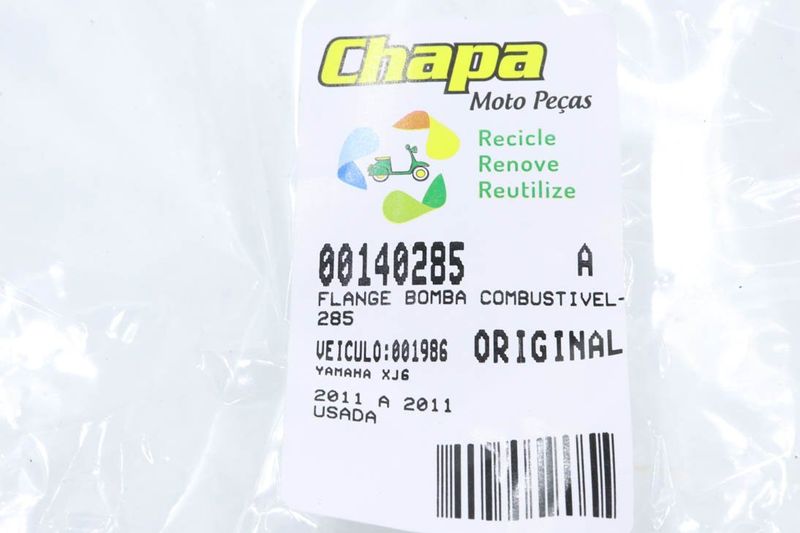 Chapa
Moto Peças
Recicle
Renove
Reutilize
00140285 A
FLANGE BOMBA COMBUSTIVEL-
285
VEICULO:001986 ORIGINAL
YAMAHA XJ6
2011 A 2011
USADA